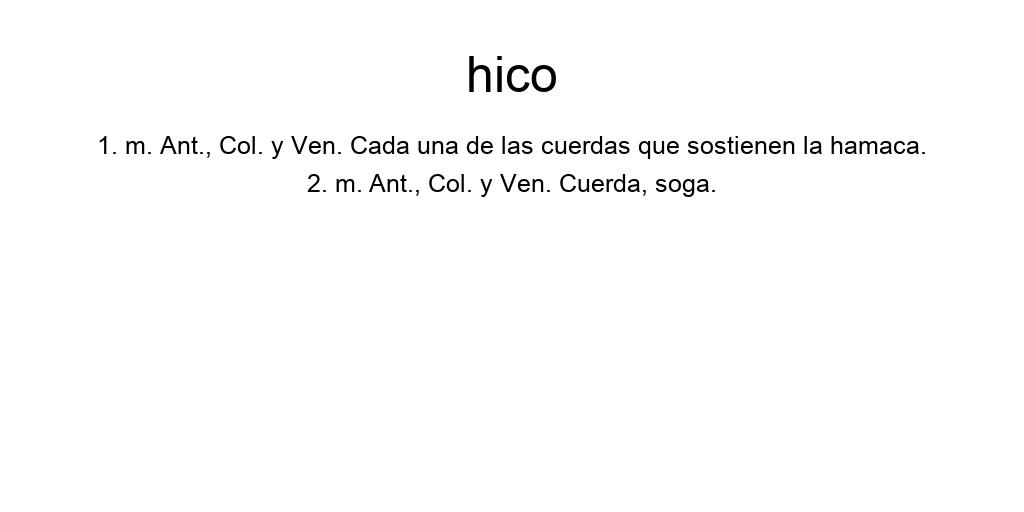 hico
1. m. Ant., Col. y Ven. Cada una de las cuerdas que sostienen la hamaca.
2. m. Ant., Col. y Ven. Cuerda, soga.